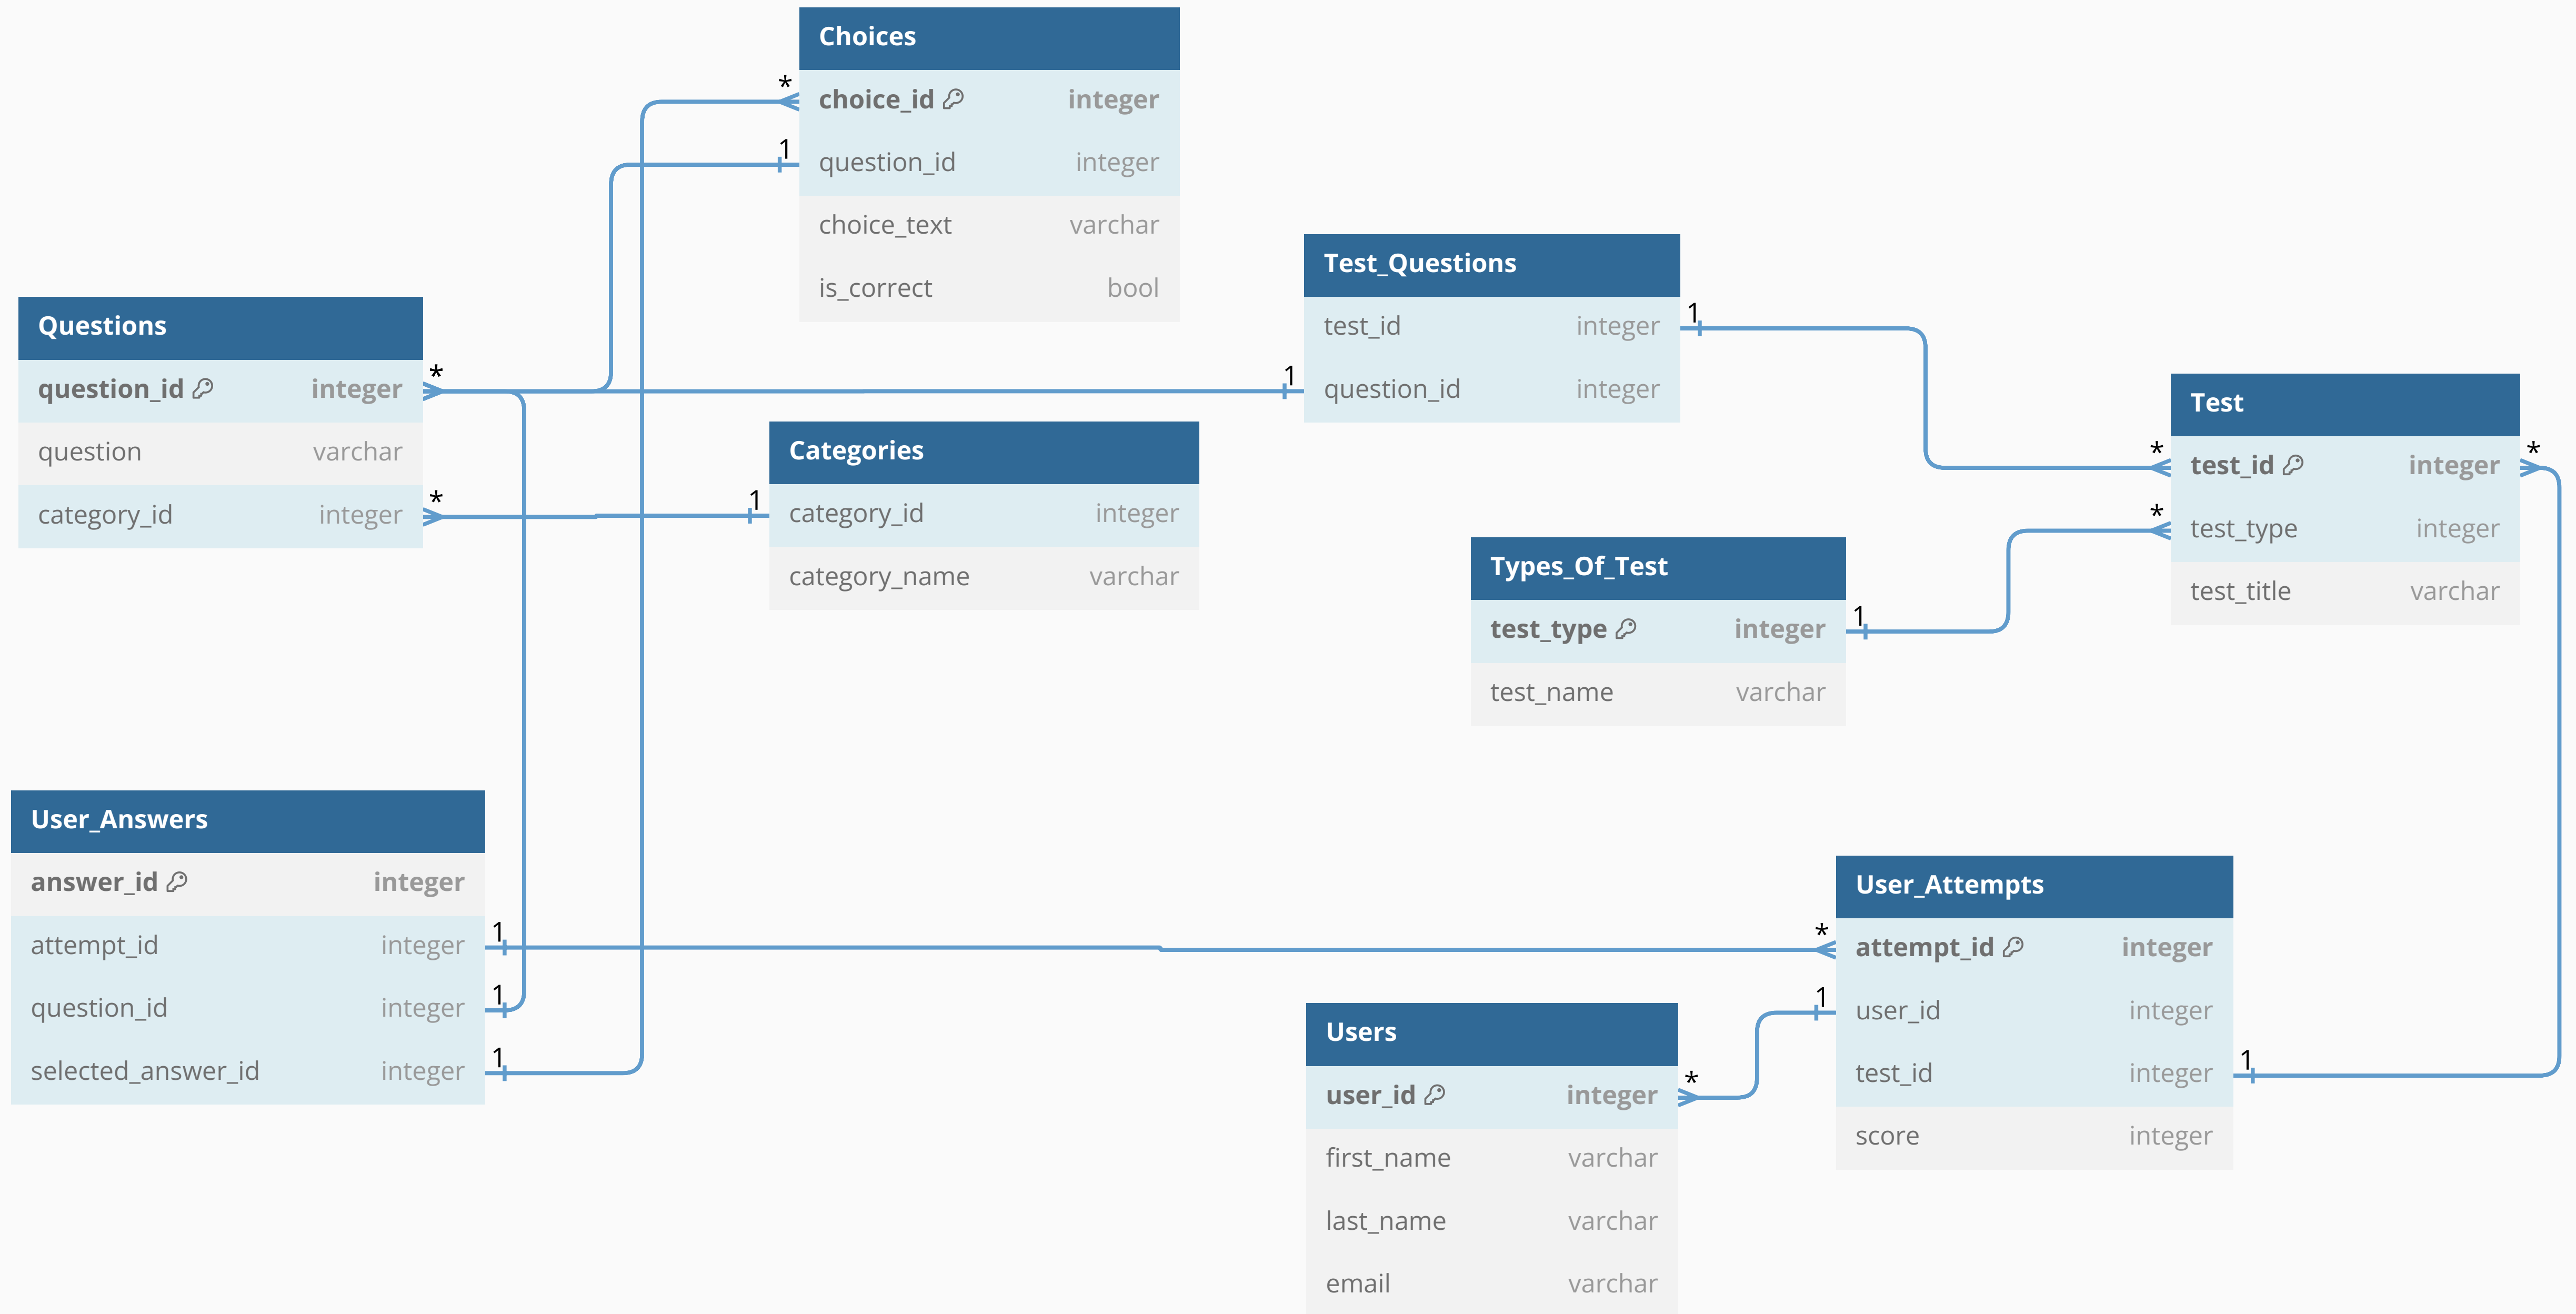 Choices
* choice_id integer
1 question_id integer
choice_text varchar
is_correct bool
Test_Questions
test_id integer 1
1 question_id integer
Questions
question_id integer *
question varchar
category_id integer *
Categories
1 category_id integer
category_name varchar
Test
* test_id integer *
* test_type integer
test_title varchar
Types_Of_Test
test_type integer 1
test_name varchar
User_Answers
answer_id integer
attempt_id integer 1
question_id integer 1
selected_answer_id integer 1
User_Attempts
* attempt_id integer
1 user_id integer
test_id integer 1
score integer
Users
user_id integer *
first_name varchar
last_name varchar
email varchar